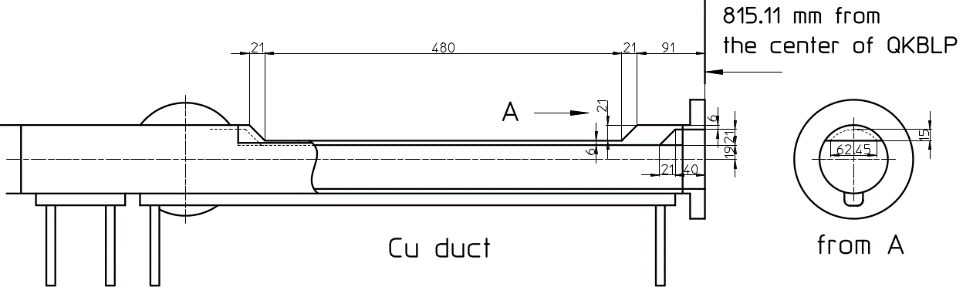 815.11 mm from
the center of QKBLP
21 480 21 91
A
21
6
6
21
19
21 40
15
62.45
Cu duct
from A